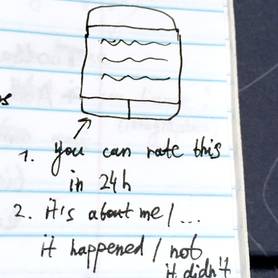 1. you can rate this
in 24h
2. it's about me / ...
it happened / not
it didn't